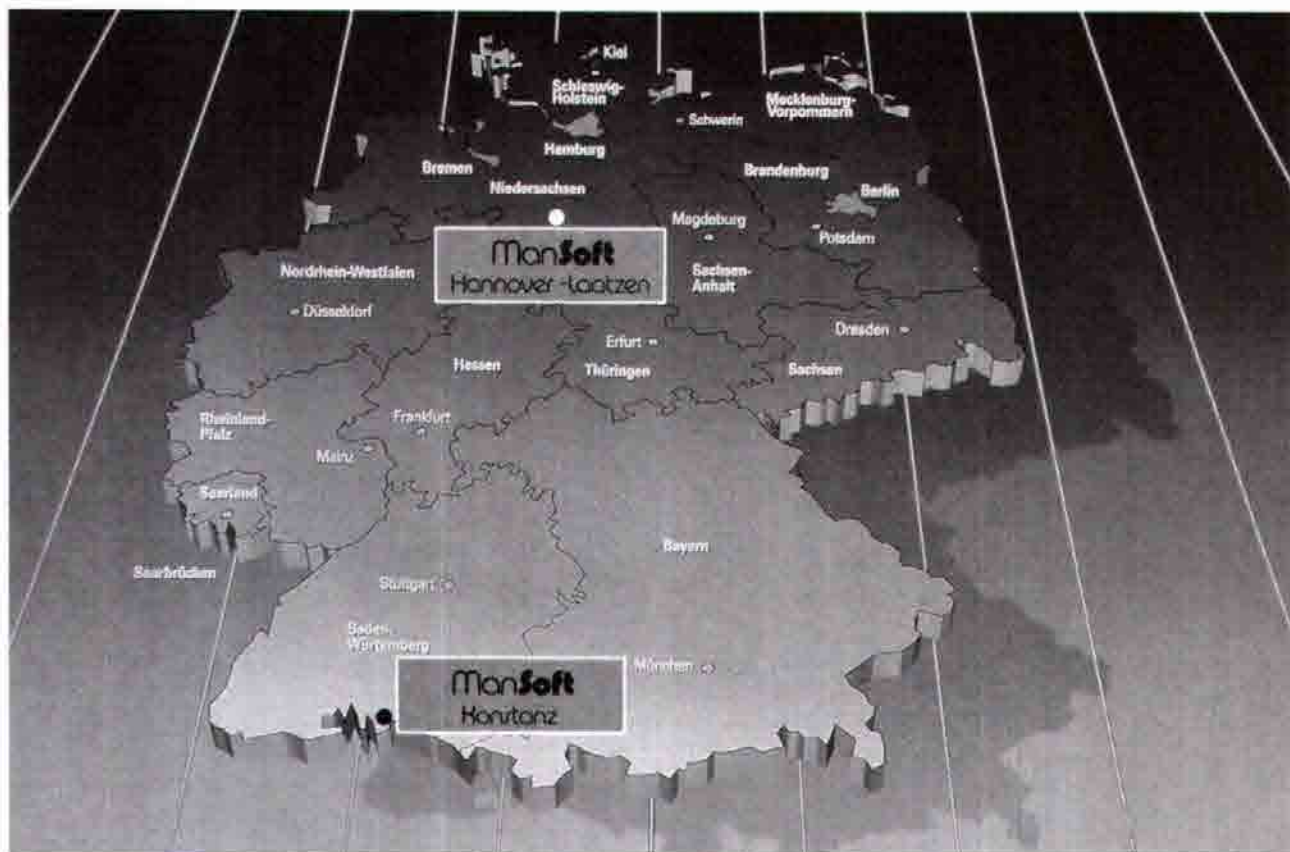 Kiel
Schleswig-
Holstein
Mecklenburg-
Vorpommern
Schwerin
Hamburg
Bremen
Brandenburg
Niedersachsen
Berlin
Magdeburg
Potsdam
ManSoft
Hannover-Laatzen
Nordrhein-Westfalen
Sachsen-
Anhalt
Düsseldorf
Dresden
Erfurt
Hessen
Thüringen
Sachsen
Rheinland-
Pfalz
Frankfurt
Mainz
Saarland
Bayern
Saarbrücken
Stuttgart
Baden-
Würtemberg
München
ManSoft
Konstanz